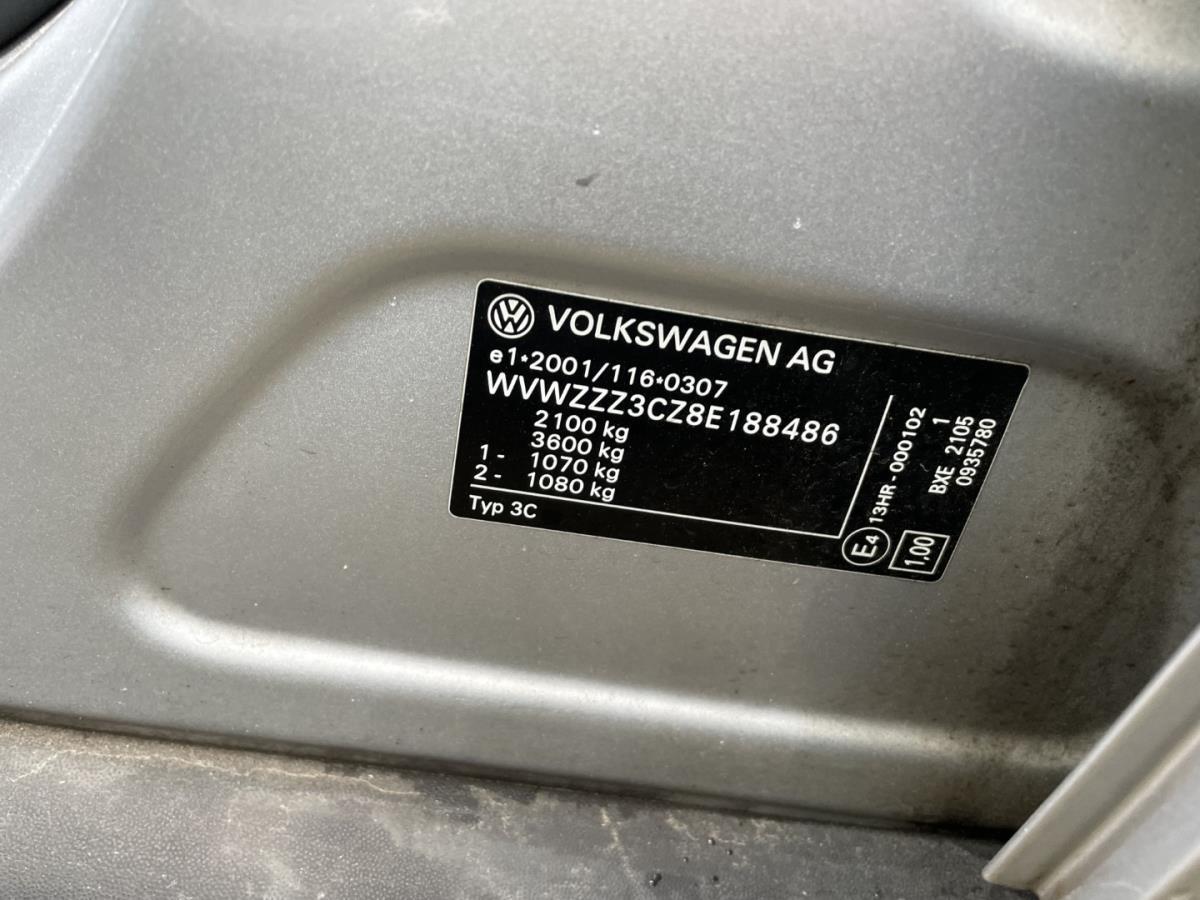 VOLKSWAGEN AG
e1*2001/116*0307
WVWZZZ3CZ8E188486
2100 kg
3600 kg
1 - 1070 kg
2 - 1080 kg
Typ 3C
E4 13HR - 000102
1.00
BXE 2105 1
0935780